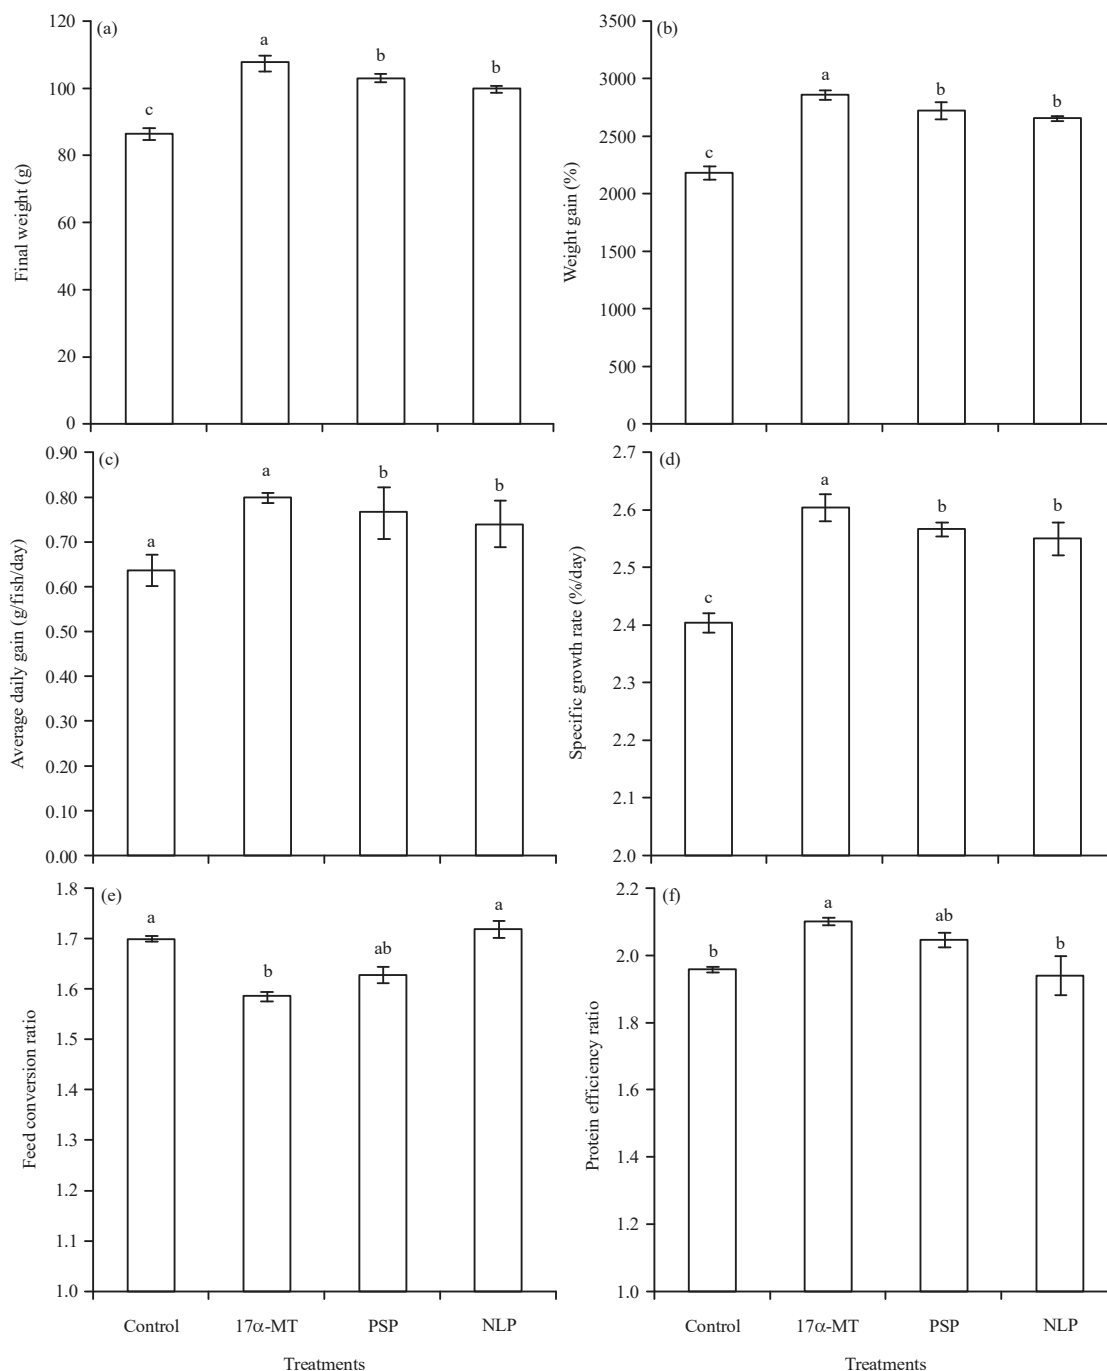 (a)
Final weight (g)
120
100
80
60
40
20
0
c
a
b
b
(b)
Weight gain (%)
3500
3000
2500
2000
1500
1000
500
0
c
a
b
b
(c)
Average daily gain (g/fish/day)
0.90
0.80
0.70
0.60
0.50
0.40
0.30
0.20
0.10
0.00
a
a
b
b
(d)
Specific growth rate (%/day)
2.7
2.6
2.5
2.4
2.3
2.2
2.1
2.0
c
a
b
b
(e)
Feed conversion ratio
1.8
1.7
1.6
1.5
1.4
1.3
1.2
1.1
1.0
a
b
ab
a
Control 17α-MT PSP NLP
Treatments
(f)
Protein efficiency ratio
2.2
2.0
1.8
1.6
1.4
1.2
1.0
b
a
ab
b
Control 17α-MT PSP NLP
Treatments